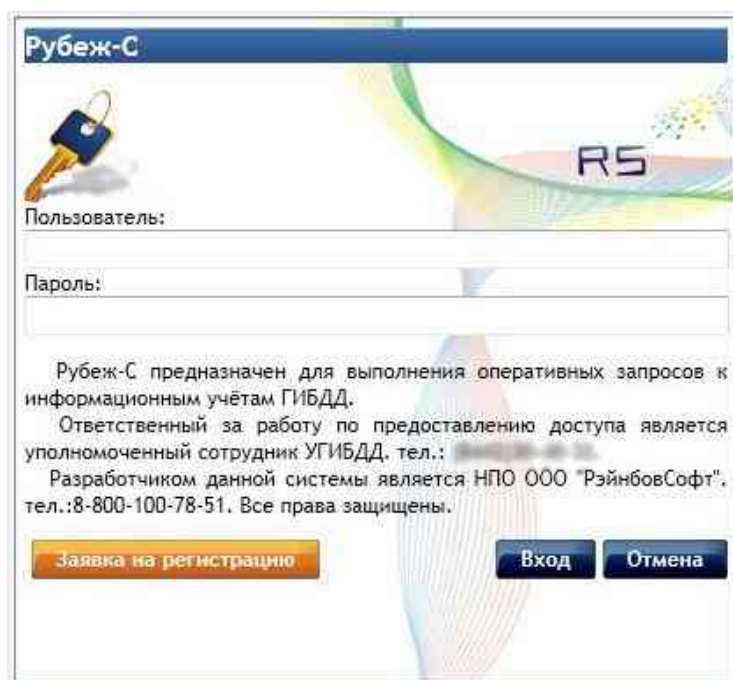 Рубеж-С
RS
Пользователь:
Пароль:
Рубеж-С предназначен для выполнения оперативных запросов к
информационным учётам ГИБДД.
Ответственный за работу по предоставлению доступа является
уполномоченный сотрудник УГИБДД. тел.:
Разработчиком данной системы является НПО ООО "РэйнбовСофт".
тел.:8-800-100-78-51. Все права защищены.
Заявка на регистрацию
Вход
Отмена